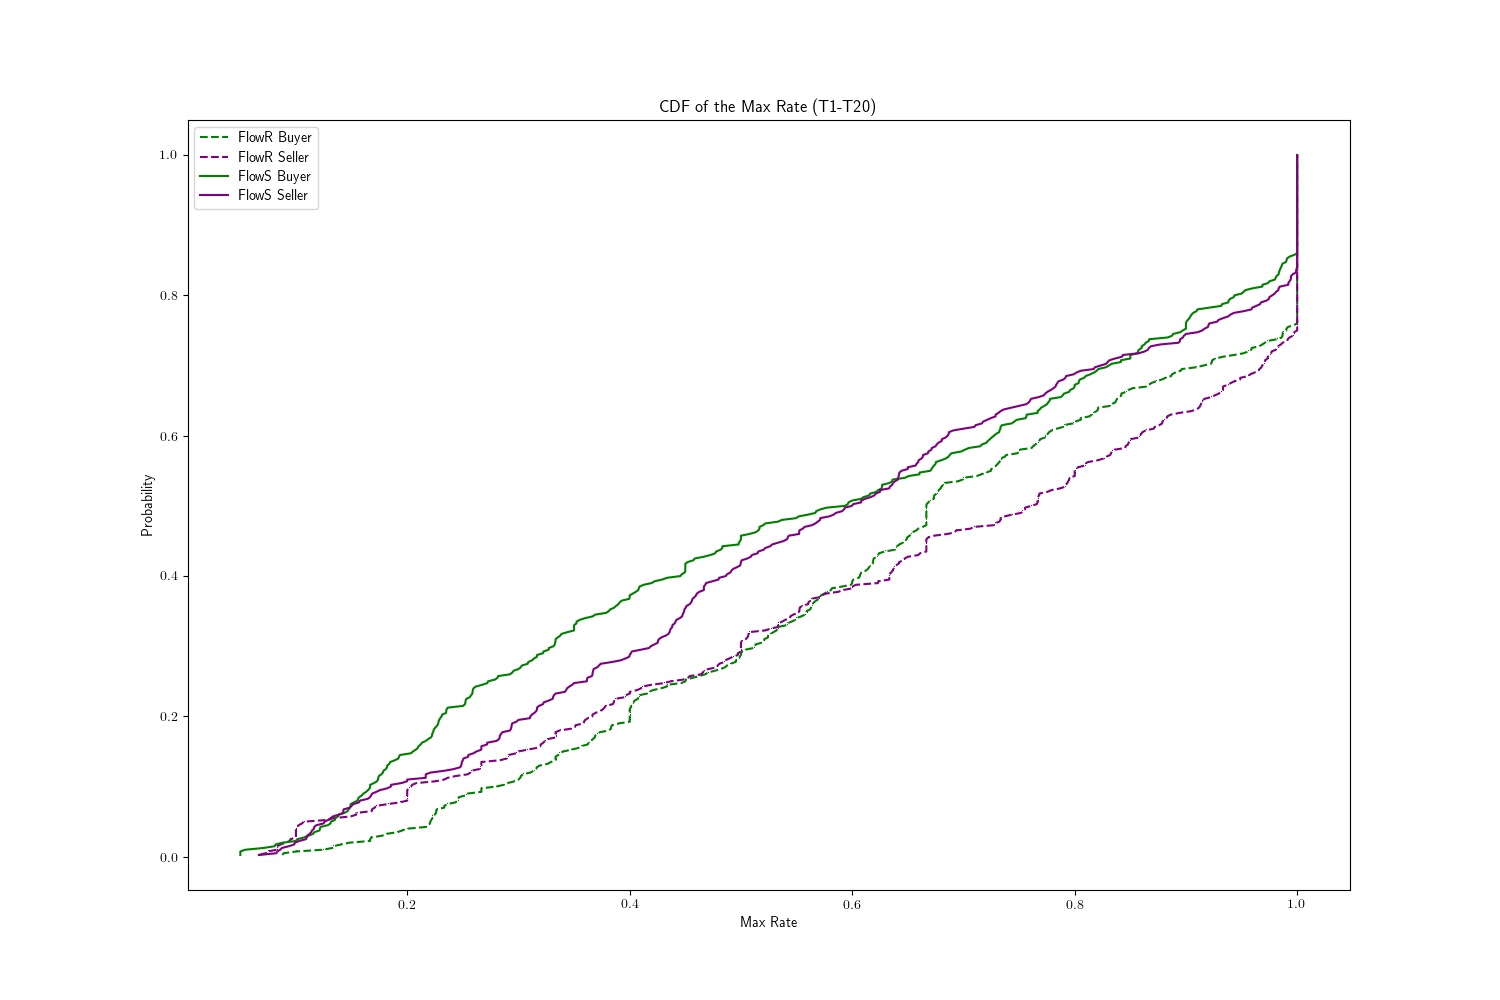 CDF of the Max Rate (T1-T20)
FlowR Buyer
FlowR Seller
FlowS Buyer
FlowS Seller
1.0
0.8
0.6
0.4
0.2
0.0
Probability
0.2 0.4 0.6 0.8 1.0
Max Rate